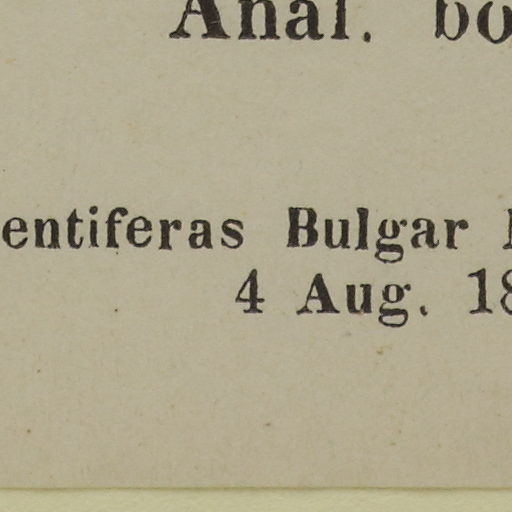 Anal. bo
entiferas Bulgar
4 Aug. 18